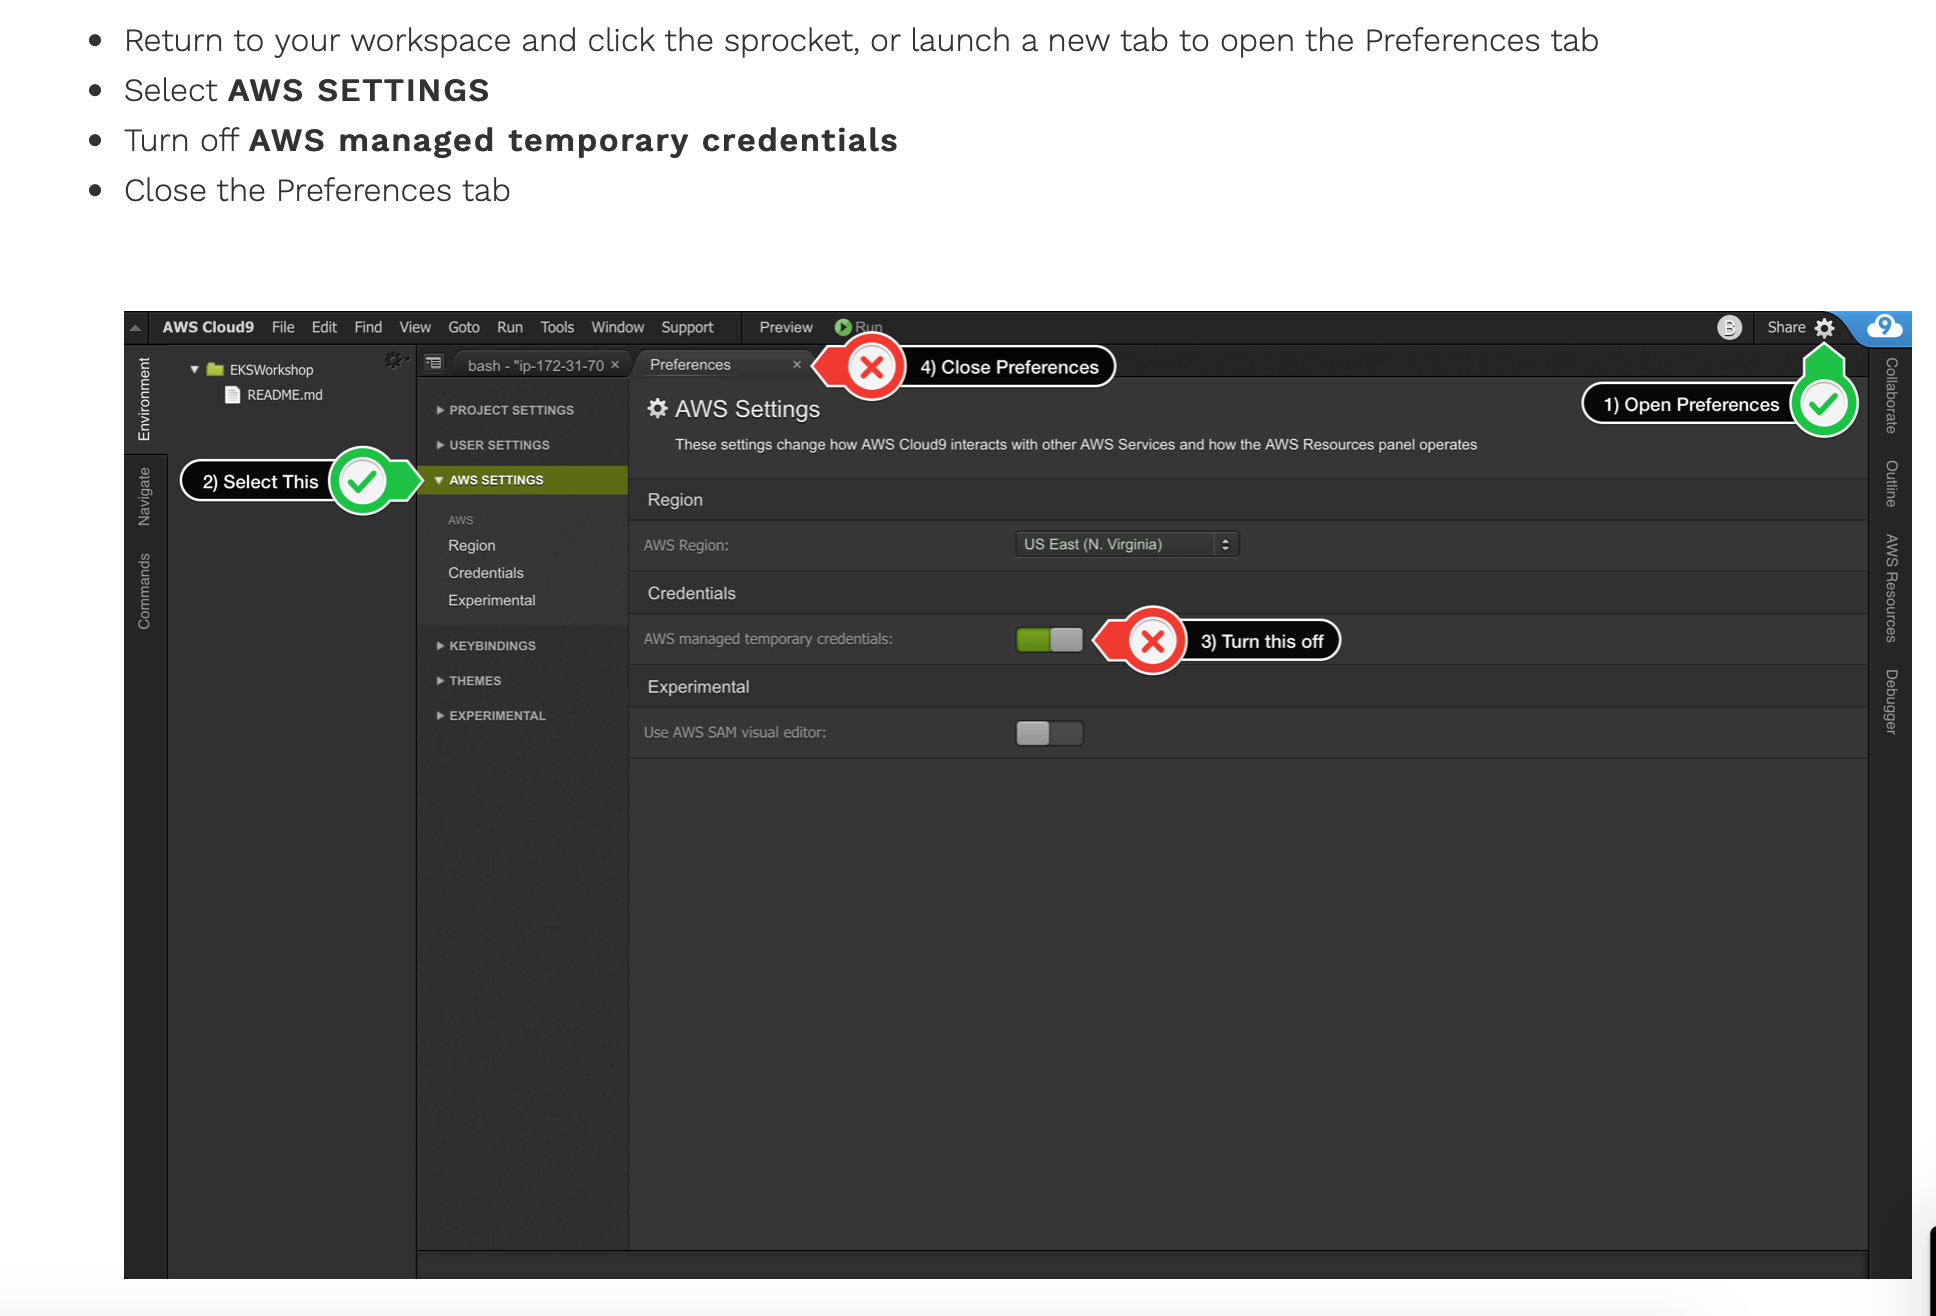 Return to your workspace and click the sprocket, or launch a new tab to open the Preferences tab
Select AWS SETTINGS
Turn off AWS managed temporary credentials
Close the Preferences tab
AWS Cloud9 File Edit Find View Goto Run Tools Window Support Preview Run B Share 9
Environment
Navigate
Commands
EKSWorkshop
README.md
bash - "ip-172-31-70 ×
Preferences ×
4) Close Preferences
1) Open Preferences
2) Select This
PROJECT SETTINGS
USER SETTINGS
AWS SETTINGS
AWS
Region
Credentials
Experimental
KEYBINDINGS
THEMES
EXPERIMENTAL
AWS Settings
These settings change how AWS Cloud9 interacts with other AWS Services and how the AWS Resources panel operates
Region
AWS Region: US East (N. Virginia)
Credentials
AWS managed temporary credentials:
3) Turn this off
Experimental
Use AWS SAM visual editor:
Collaborate
Outline
AWS Resources
Debugger